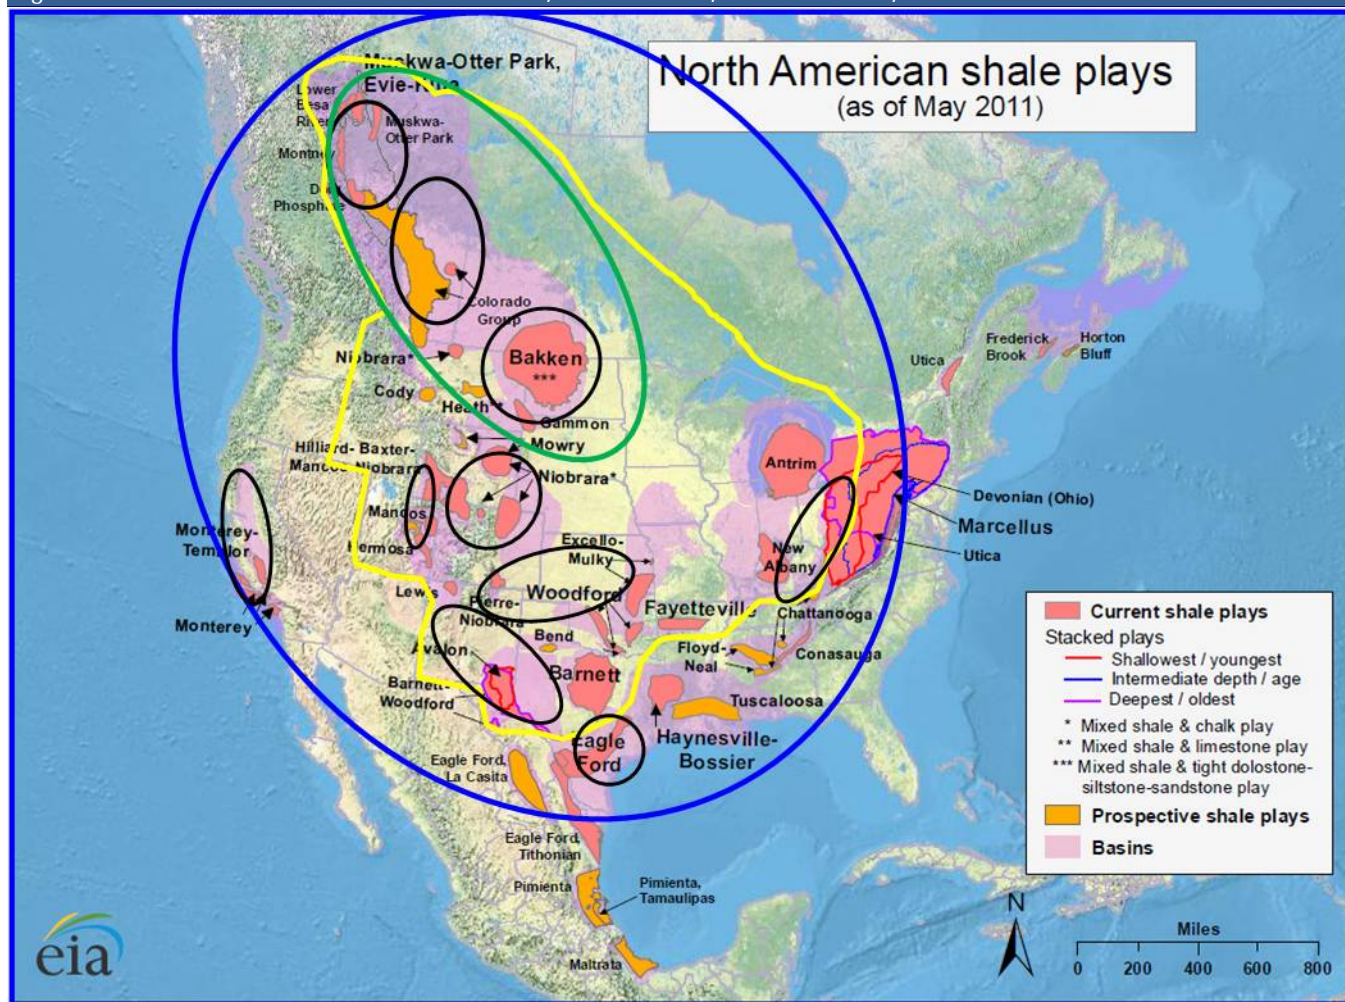 North American shale plays
(as of May 2011)
Muskwa-Otter Park,
Lower
River
Muskwa-
Otter Park
Montney
Phosphate
Colorado
Group
Bakken
***
Niobrara*
Cody
Heath**
Gammon
Mowry
Hilliard- Baxter-
Mancos-Niobrara
Niobrara*
Mancos
Hermosa
Monterey-
Temblor
Monterey
Lewis
Pierre-
Niobrara
Excello-
Mulky
Woodford
Fayetteville
Antrim
New
Albany
Chattanooga
Conasauga
Floyd-
Neal
Tuscaloosa
Haynesville-
Bossier
Bend
Avalon
Barnett-
Woodford
Barnett
Eagle
Ford
Eagle Ford,
La Casita
Eagle Ford,
Tithonian
Pimienta
Pimienta,
Tamaulipas
Maltrata
Utica
Frederick
Brook
Horton
Bluff
Devonian (Ohio)
Marcellus
Utica
Current shale plays
Stacked plays
Shallowest / youngest
Intermediate depth / age
Deepest / oldest
* Mixed shale & chalk play
** Mixed shale & limestone play
*** Mixed shale & tight dolostone-
siltstone-sandstone play
Prospective shale plays
Basins
N
Miles
0 200 400 600 800
eia